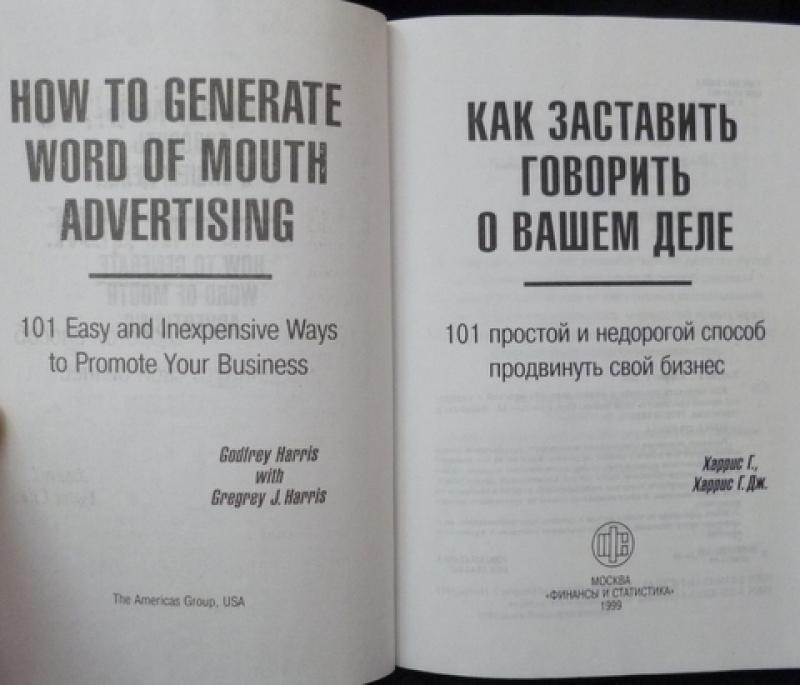 HOW TO GENERATE
WORD OF MOUTH
ADVERTISING
101 Easy and Inexpensive Ways
to Promote Your Business
Godfrey Harris
with
Gregrey J. Harris
The Americas Group, USA
КАК ЗАСТАВИТЬ
ГОВОРИТЬ
О ВАШЕМ ДЕЛЕ
101 простой и недорогой способ
продвинуть свой бизнес
Харрис Г.,
Харрис Г. Дж.
МОСКВА
«ФИНАНСЫ И СТАТИСТИКА»
1999